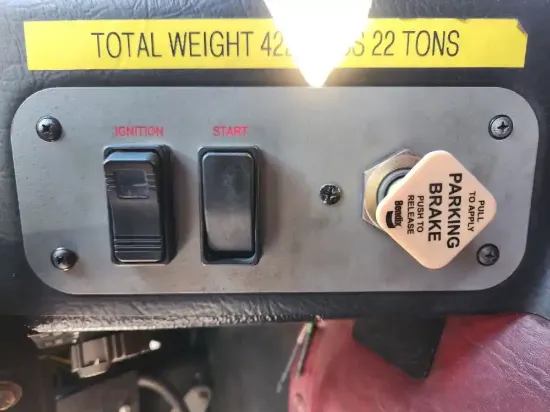 TOTAL WEIGHT 22 TONS
IGNITION
START
PULL
TO APPLY
PARKING
BRAKE
PUSH TO
RELEASE
Bendix